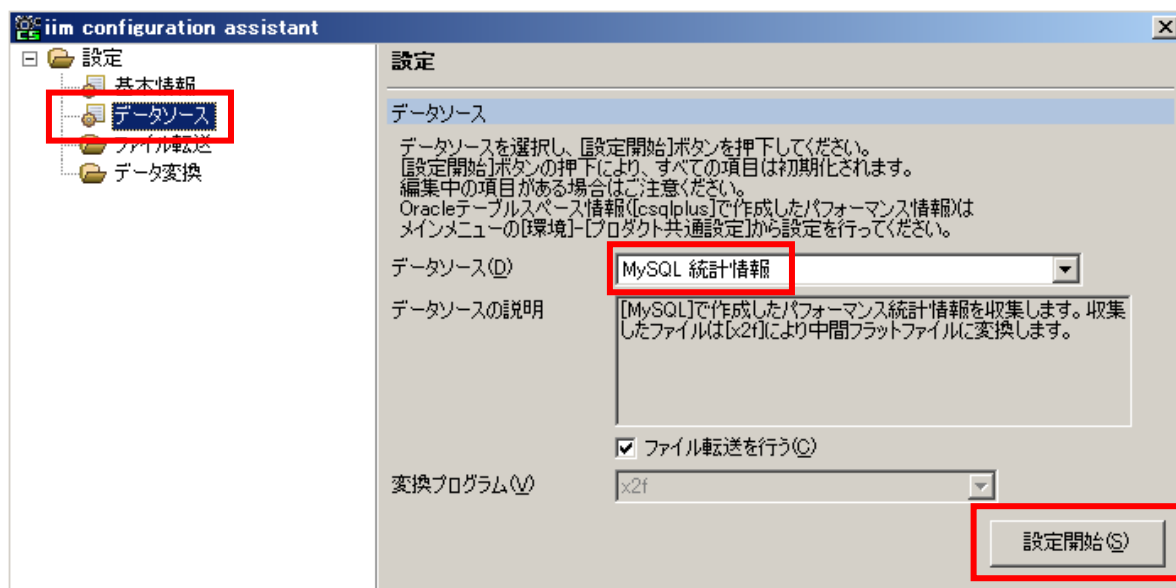 iim configuration assistant
設定
基本情報
データソース
ファイル転送
データ変換
設定
データソース
データソースを選択し、[設定開始]ボタンを押下してください。
[設定開始]ボタンの押下により、すべての項目は初期化されます。
編集中の項目がある場合はご注意ください。
Oracleテーブルスペース情報([csqlplus]で作成したパフォーマンス情報)は
メインメニューの[環境]-[プロダクト共通設定]から設定を行ってください。
データソース(D)
MySQL 統計情報
データソースの説明
[MySQL]で作成したパフォーマンス統計情報を収集します。収集
したファイルは[x2f]により中間フラットファイルに変換します。
ファイル転送を行う(C)
変換プログラム(V)
x2f
設定開始(S)